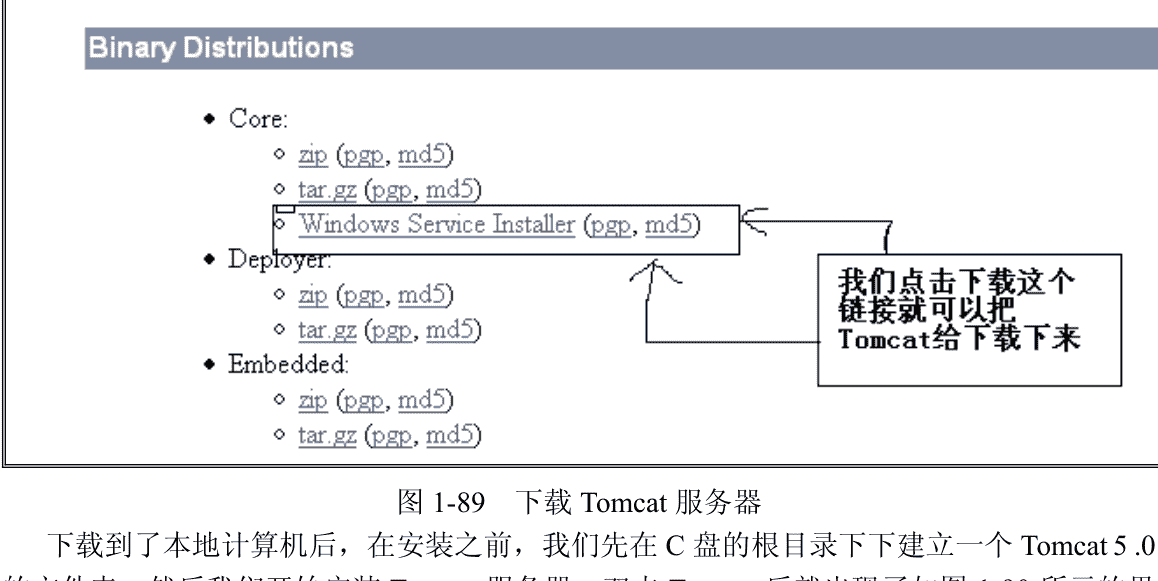 Binary Distributions
Core:
zip (pgp, md5)
tar.gz (pgp, md5)
Windows Service Installer (pgp, md5)
Deployer:
zip (pgp, md5)
tar.gz (pgp, md5)
Embedded:
zip (pgp, md5)
tar.gz (pgp, md5)
我们点击下载这个
链接就可以把
Tomcat给下载下来
图 1-89 下载 Tomcat 服务器
下载到了本地计算机后，在安装之前，我们先在 C 盘的根目录下下建立一个 Tomcat 5 .0